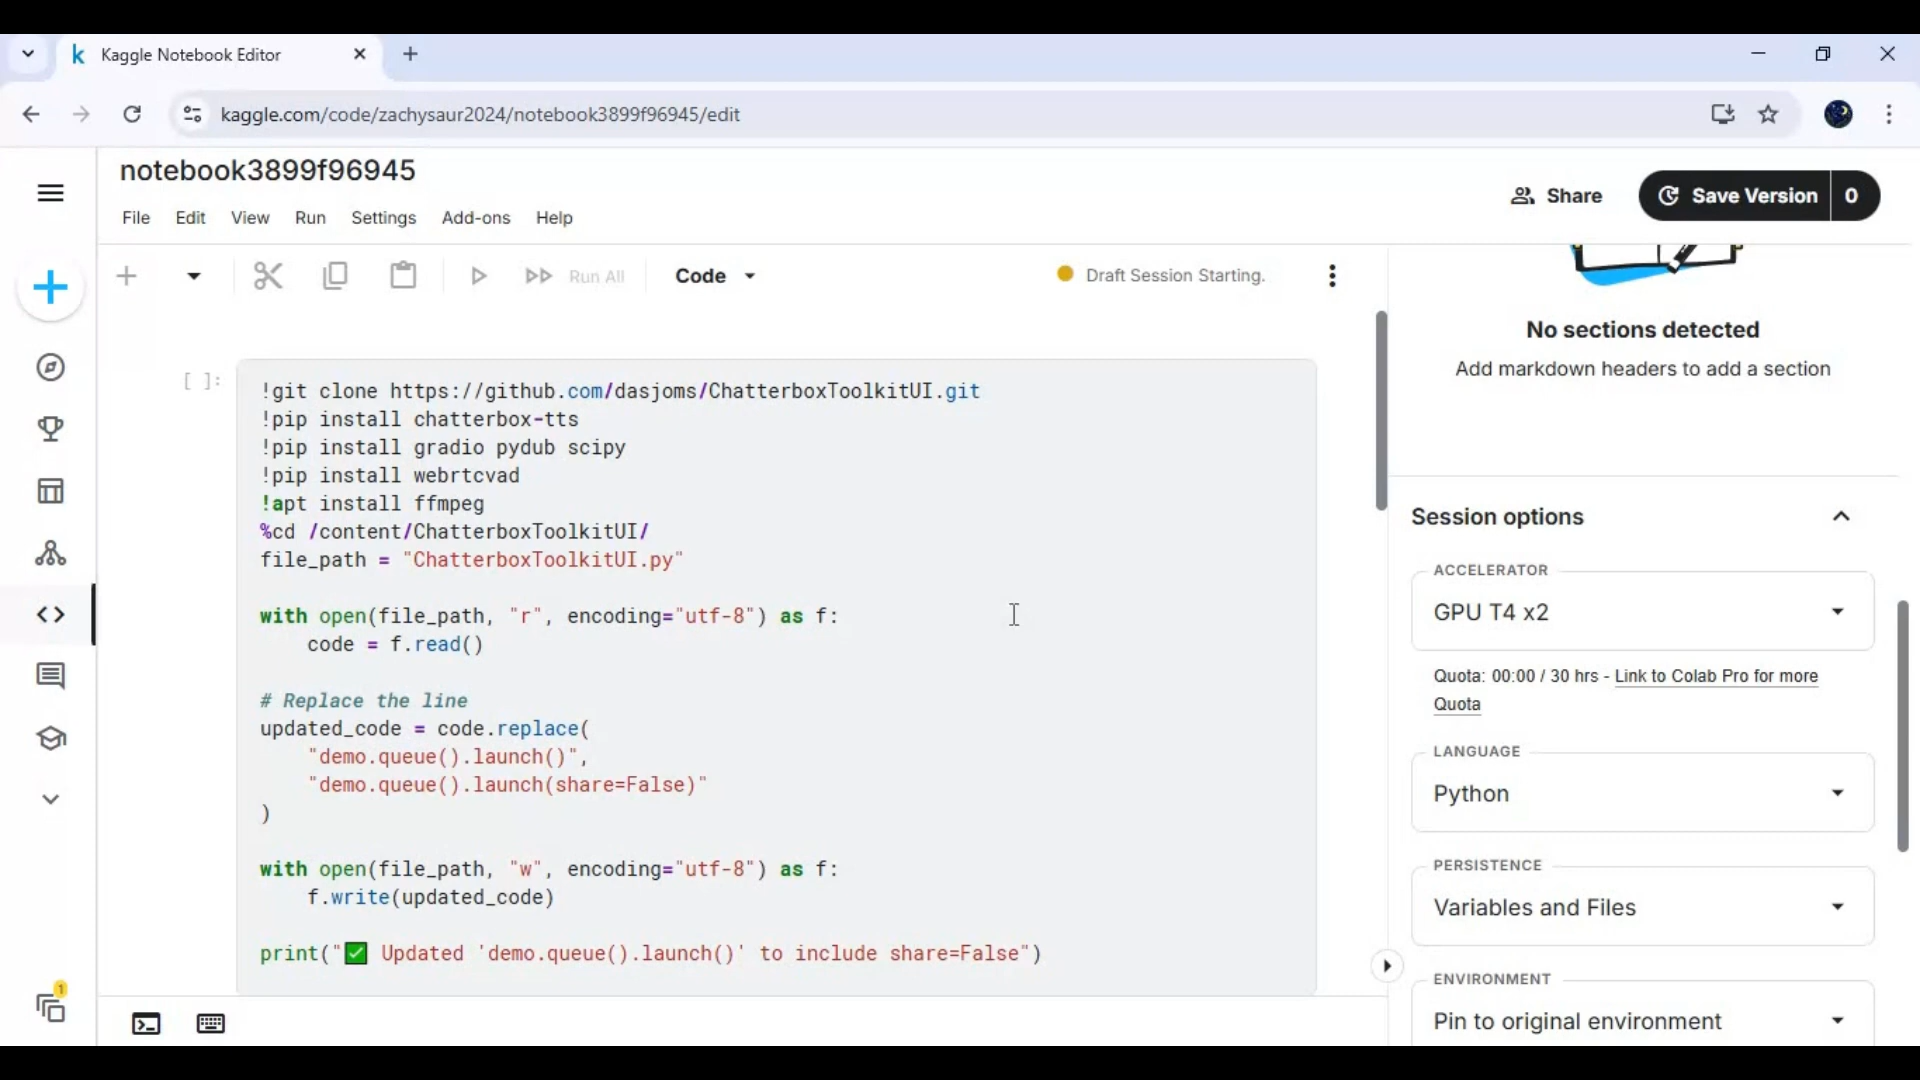 Kaggle Notebook Editor
kaggle.com/code/zachysaur2024/notebook3899f96945/edit
notebook3899f96945
File Edit View Run Settings Add-ons Help
Share
Save Version 0
Run All
Code
Draft Session Starting.
[ ]:
!git clone https://github.com/dasjoms/ChatterboxToolkitUI.git
!pip install chatterbox-tts
!pip install gradio pydub scipy
!pip install webrtcvad
!apt install ffmpeg
%cd /content/ChatterboxToolkitUI/
file_path = "ChatterboxToolkitUI.py"
with open(file_path, "r", encoding="utf-8") as f:
    code = f.read()
# Replace the line
updated_code = code.replace(
    "demo.queue().launch()",
    "demo.queue().launch(share=False)"
)
with open(file_path, "w", encoding="utf-8") as f:
    f.write(updated_code)
print("✅ Updated 'demo.queue().launch()' to include share=False")
No sections detected
Add markdown headers to add a section
Session options
ACCELERATOR
GPU T4 x2
Quota: 00:00 / 30 hrs - Link to Colab Pro for more
Quota
LANGUAGE
Python
PERSISTENCE
Variables and Files
ENVIRONMENT
Pin to original environment
1